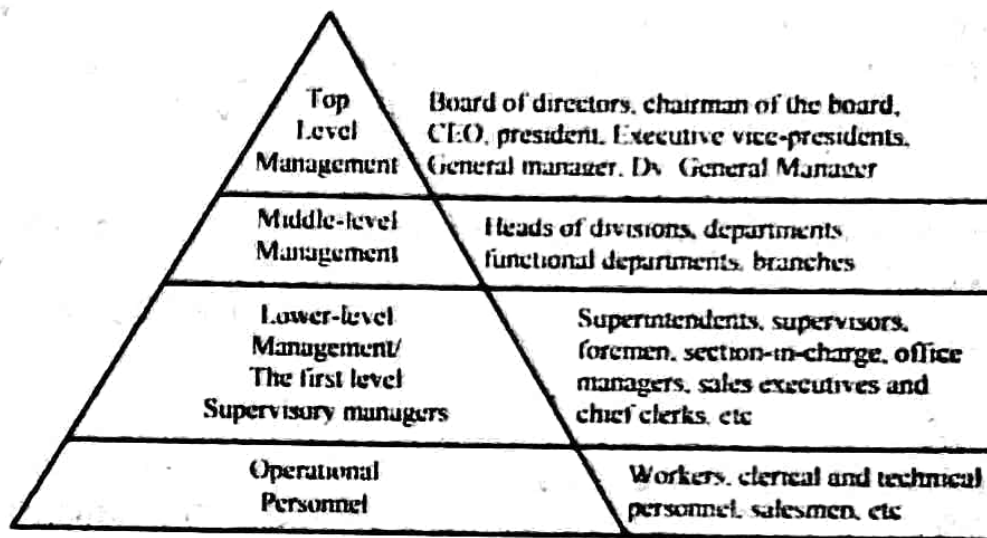 Top
Level
Management
Board of directors, chairman of the board,
CEO, president, Executive vice-presidents,
General manager, Dy General Manager
Middle-level
Management
Heads of divisions, departments
functional departments, branches
Lower-level
Management/
The first level
Supervisory managers
Superintendents, supervisors,
foremen, section-in-charge, office
managers, sales executives and
chief clerks, etc
Operational
Personnel
Workers, clerical and technical
personnel, salesmen, etc